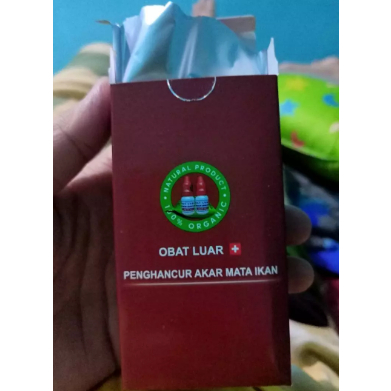 NATURAL PRODUCT
100% ORGANIC
OBAT LUAR
PENGHANCUR AKAR MATA IKAN